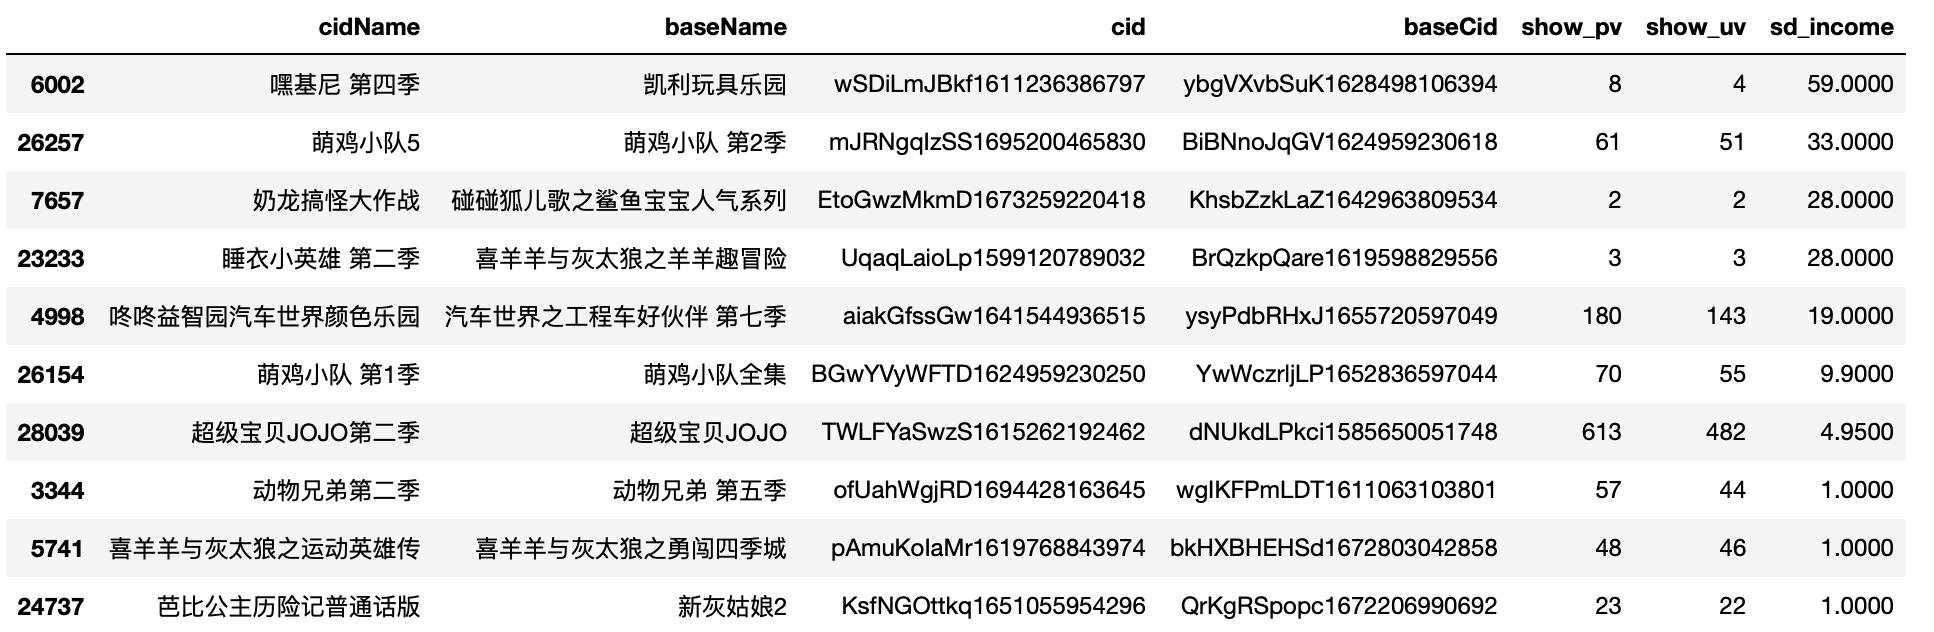 cidName baseName cid baseCid show_pv show_uv sd_income
6002 嘿基尼 第四季 凯利玩具乐园 wSDiLmJBkf1611236386797 ybgVXvbSuK1628498106394 8 4 59.0000
26257 萌鸡小队5 萌鸡小队 第2季 mJRNgqIzSS1695200465830 BiBNnoJqGV1624959230618 61 51 33.0000
7657 奶龙搞怪大作战 碰碰狐儿歌之鲨鱼宝宝人气系列 EtoGwzMkmD1673259220418 KhsbZzkLaZ1642963809534 2 2 28.0000
23233 睡衣小英雄 第二季 喜羊羊与灰太狼之羊羊趣冒险 UqaqLaioLp1599120789032 BrQzkpQare1619598829556 3 3 28.0000
4998 咚咚益智园汽车世界颜色乐园 汽车世界之工程车好伙伴 第七季 aiakGfssGw1641544936515 ysyPdbRHxJ1655720597049 180 143 19.0000
26154 萌鸡小队 第1季 萌鸡小队全集 BGwYVyWFTD1624959230250 YwWczrljLP1652836597044 70 55 9.9000
28039 超级宝贝JOJO第二季 超级宝贝JOJO TWLFYaSwzS1615262192462 dNUkdLPkci1585650051748 613 482 4.9500
3344 动物兄弟第二季 动物兄弟 第五季 ofUahWgjRD1694428163645 wgIKFPmLDT1611063103801 57 44 1.0000
5741 喜羊羊与灰太狼之运动英雄传 喜羊羊与灰太狼之勇闯四季城 pAmuKoIaMr1619768843974 bkHXBHEHSd1672803042858 48 46 1.0000
24737 芭比公主历险记普通话版 新灰姑娘2 KsfNGOttkq1651055954296 QrKgRSpopc1672206990692 23 22 1.0000